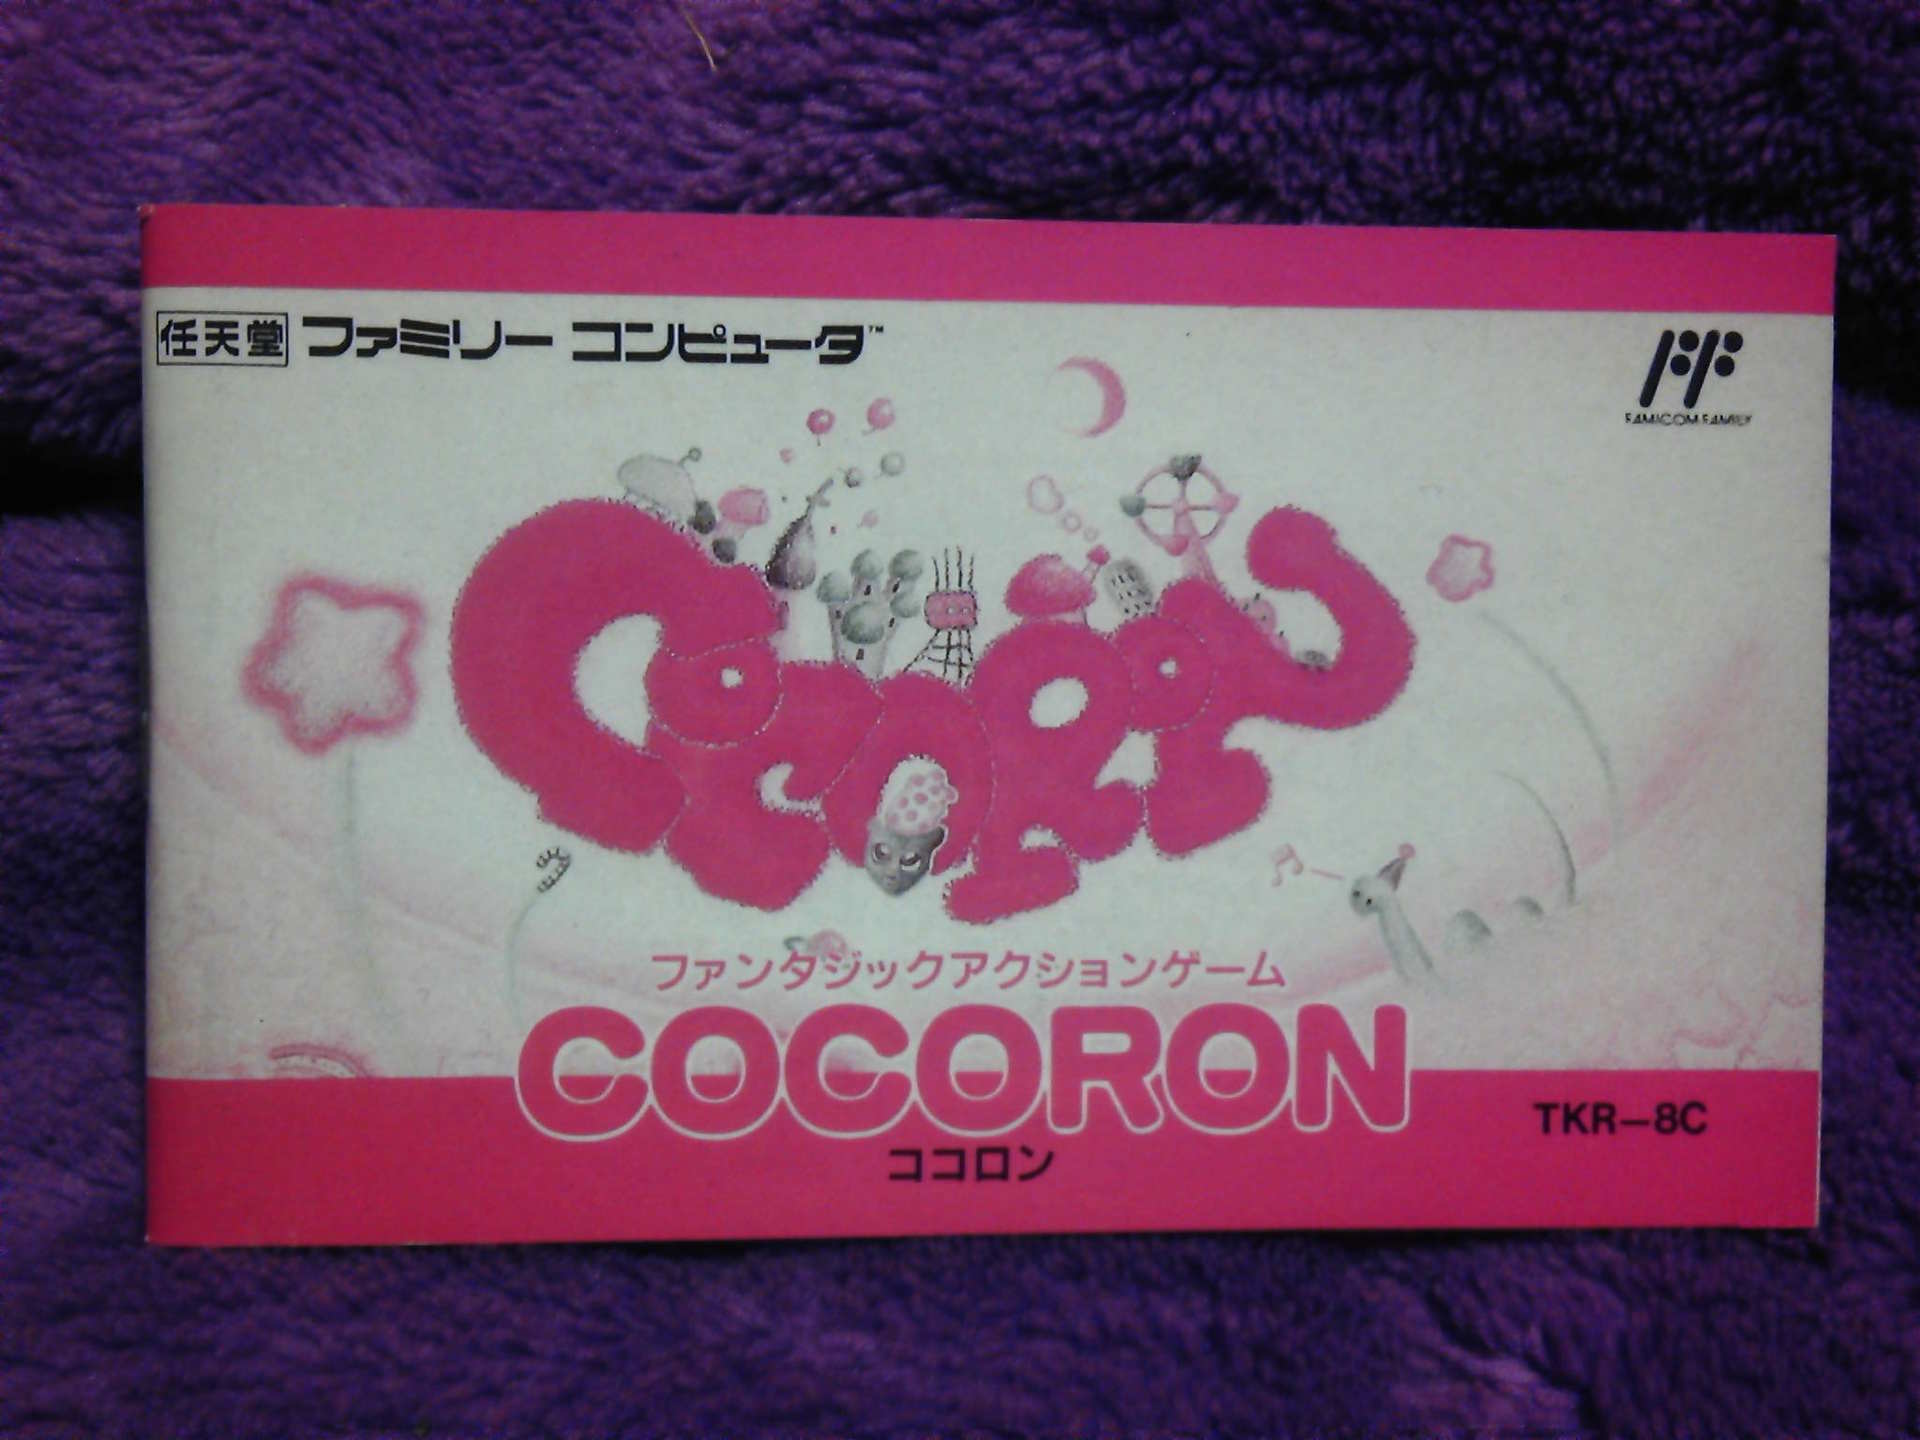 任天堂 ファミリー コンピュータ™
FAMICOM FAMILY
COCORON
ファンタジックアクションゲーム
COCORON
TKR-8C
ココロン